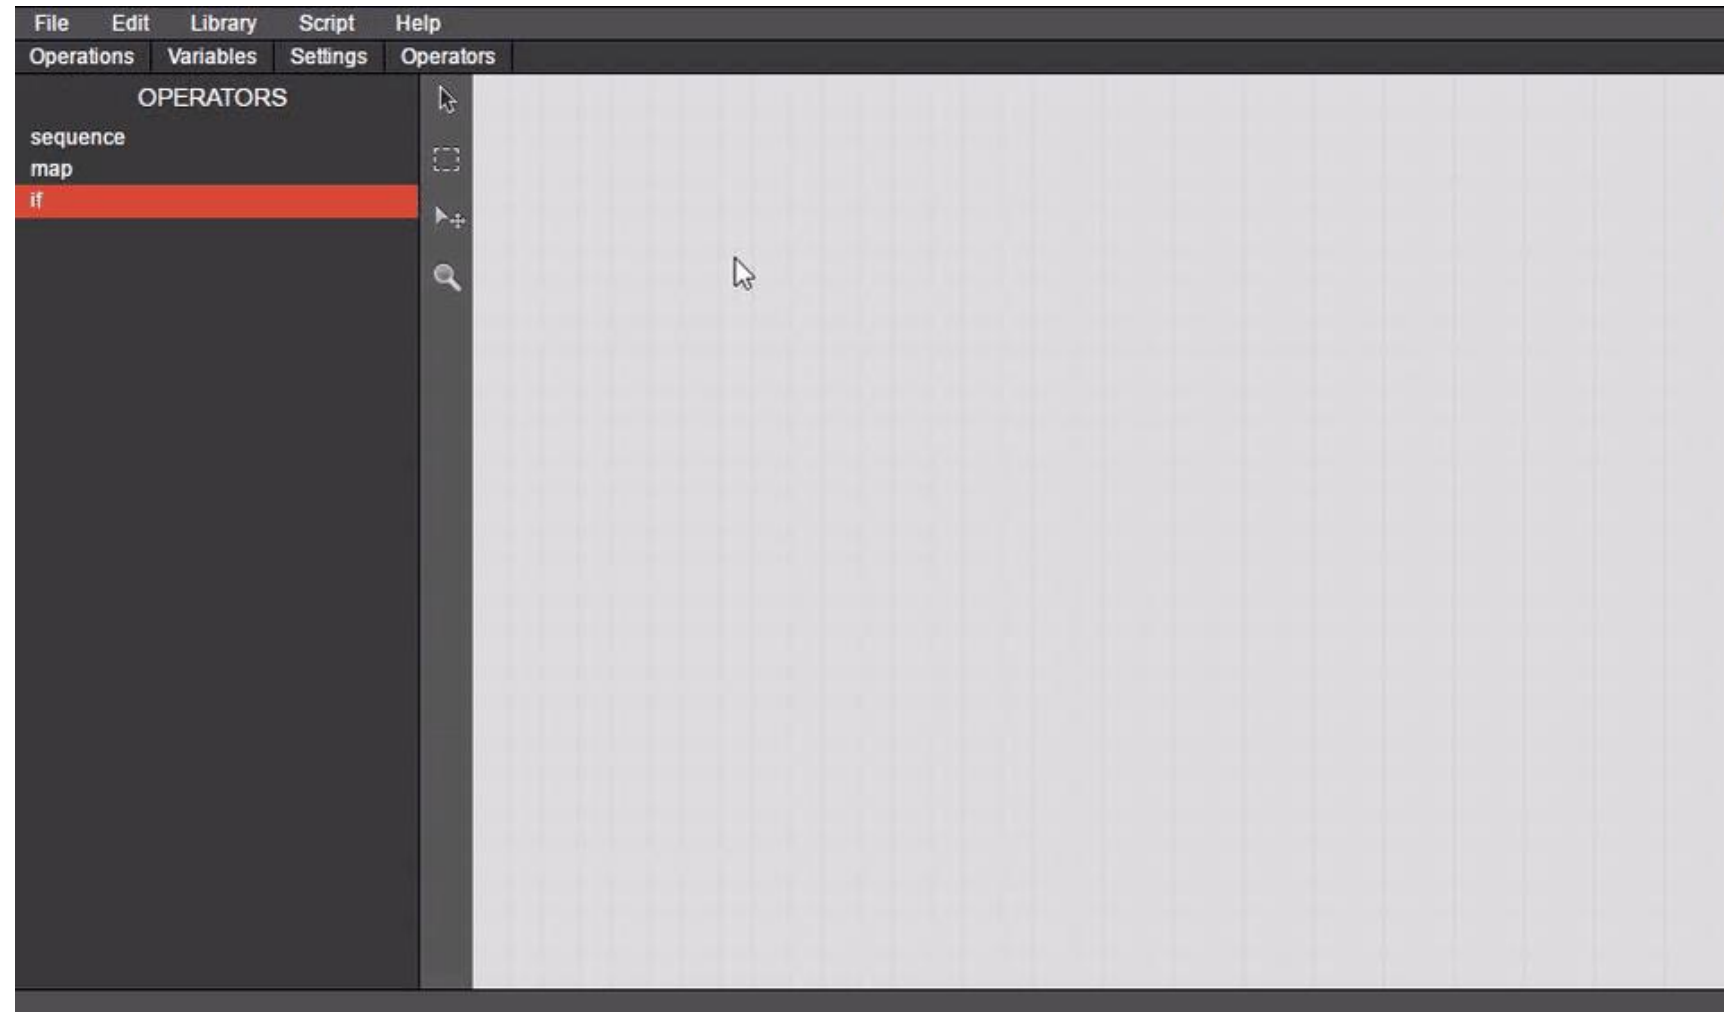 File Edit Library Script Help
Operations Variables Settings Operators
OPERATORS
sequence
map
if